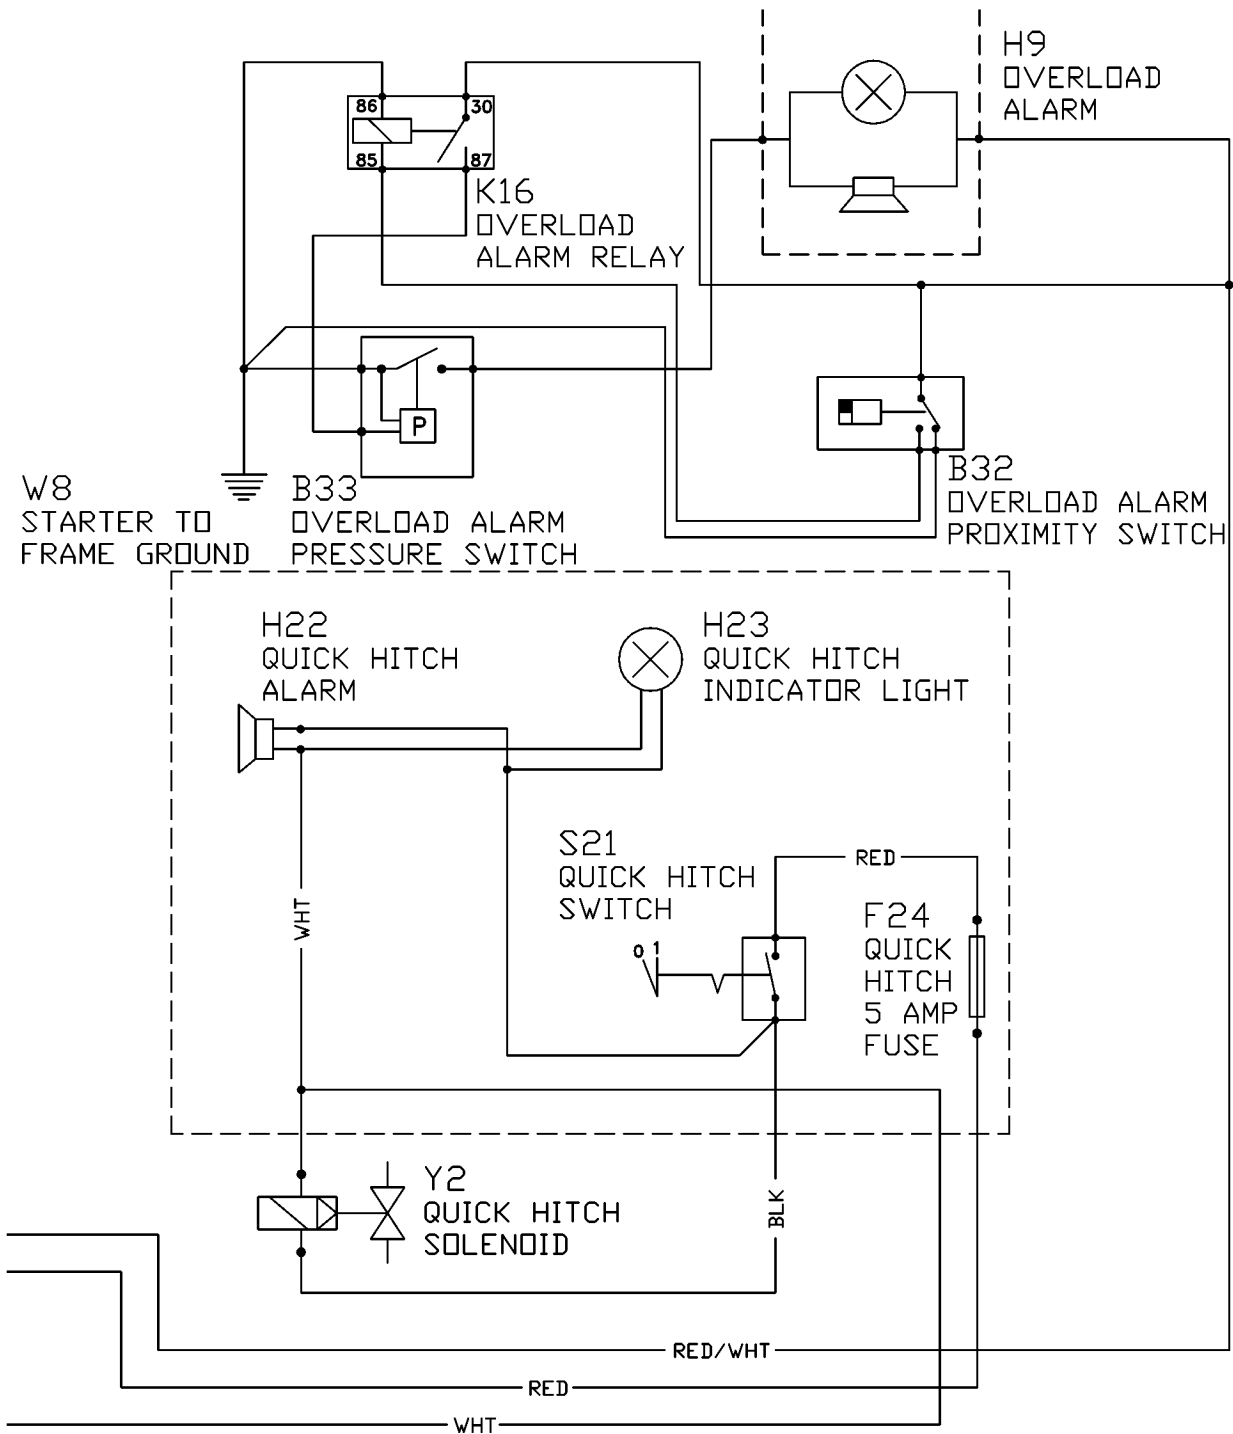 H9
OVERLOAD
ALARM
86
30
85
87
K16
OVERLOAD
ALARM RELAY
P
W8
STARTER TO
FRAME GROUND
B33
OVERLOAD ALARM
PRESSURE SWITCH
B32
OVERLOAD ALARM
PROXIMITY SWITCH
H22
QUICK HITCH
ALARM
H23
QUICK HITCH
INDICATOR LIGHT
S21
QUICK HITCH
SWITCH
RED
WHT
0 1
F24
QUICK
HITCH
5 AMP
FUSE
Y2
QUICK HITCH
SOLENOID
BLK
RED/WHT
RED
WHT